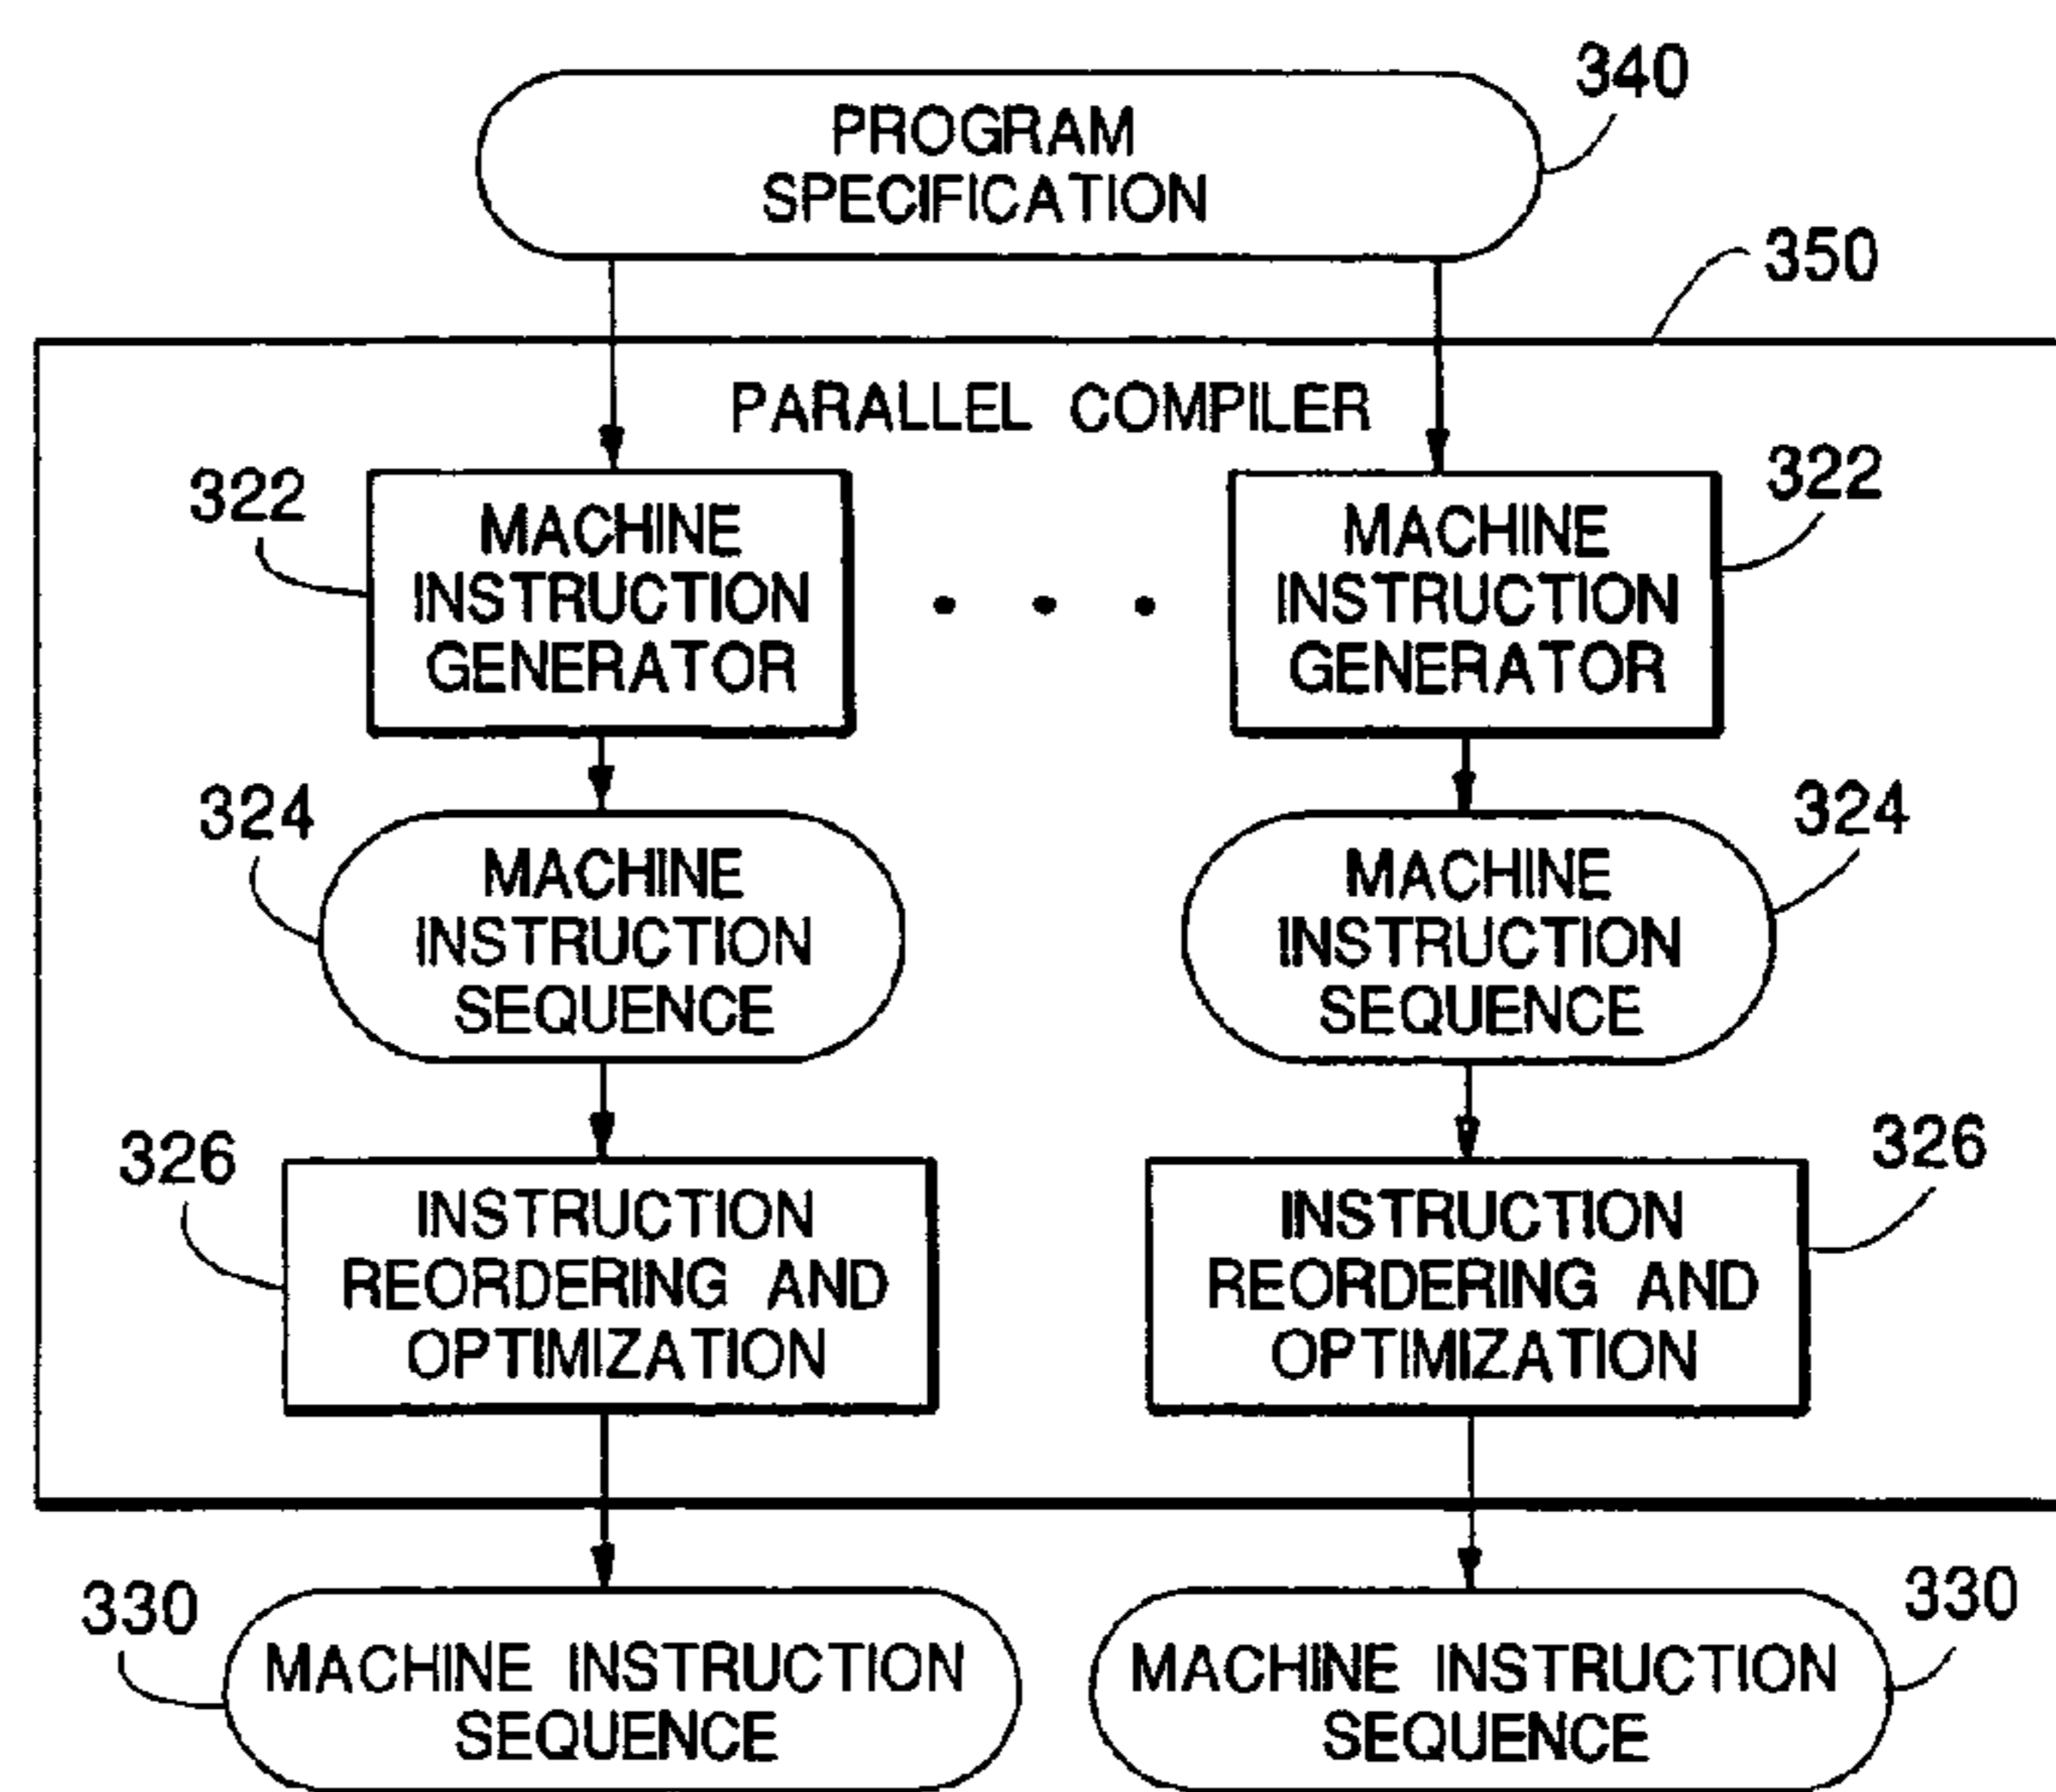 340
PROGRAM
SPECIFICATION
350
PARALLEL COMPILER
322
MACHINE
INSTRUCTION
GENERATOR
322
MACHINE
INSTRUCTION
GENERATOR
324
MACHINE
INSTRUCTION
SEQUENCE
324
MACHINE
INSTRUCTION
SEQUENCE
326
INSTRUCTION
REORDERING AND
OPTIMIZATION
326
INSTRUCTION
REORDERING AND
OPTIMIZATION
330
MACHINE INSTRUCTION
SEQUENCE
330
MACHINE INSTRUCTION
SEQUENCE